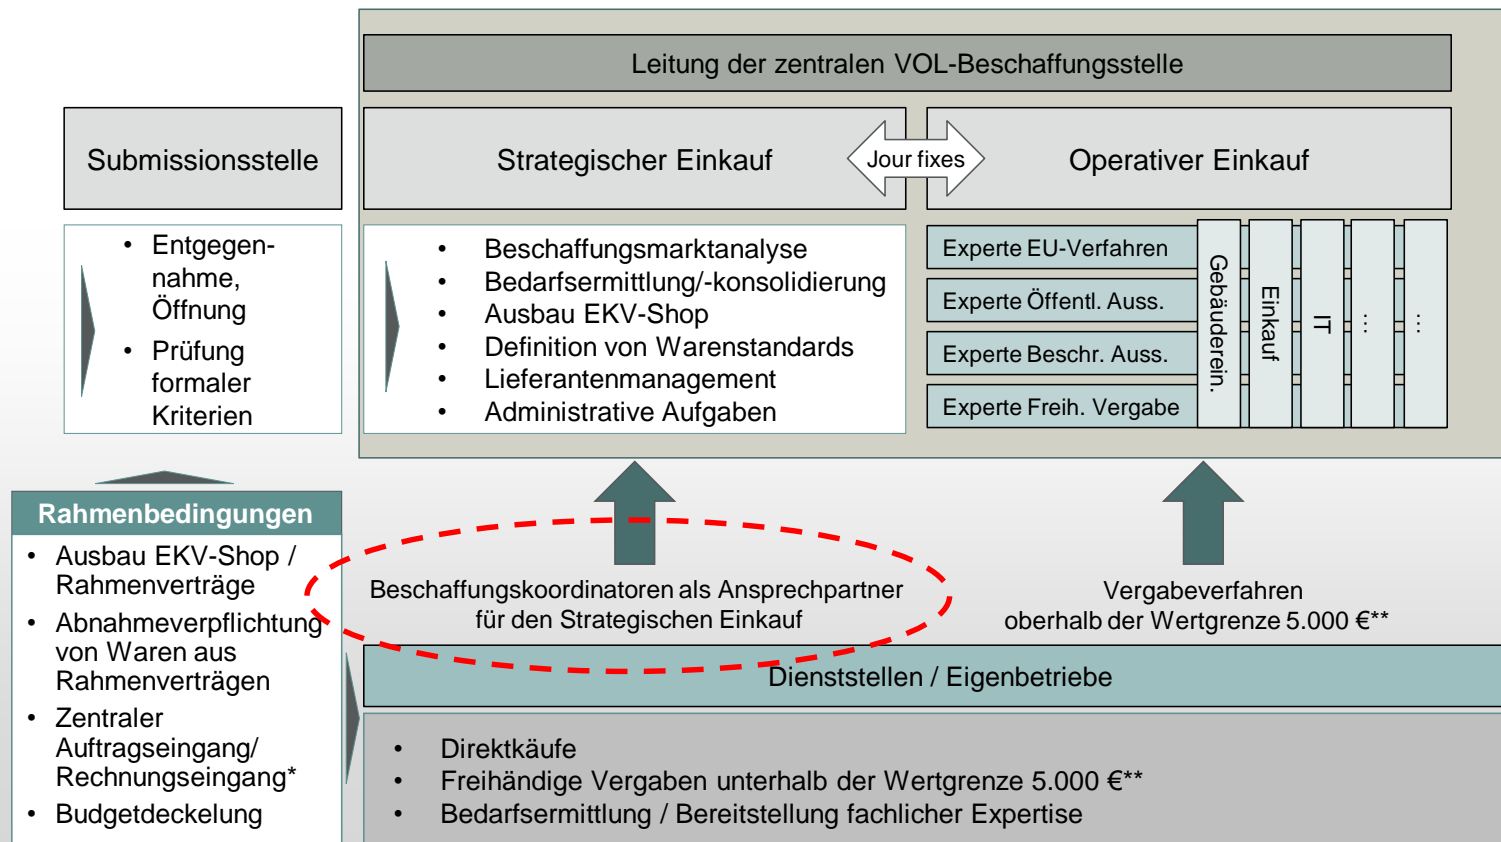 Leitung der zentralen VOL-Beschaffungsstelle
Submissionsstelle
Strategischer Einkauf
Jour fixes
Operativer Einkauf
• Entgegen-
nahme,
Öffnung
• Prüfung
formaler
Kriterien
• Beschaffungsmarktanalyse
• Bedarfsermittlung/-konsolidierung
• Ausbau EKV-Shop
• Definition von Warenstandards
• Lieferantenmanagement
• Administrative Aufgaben
Experte EU-Verfahren
Experte Öffentl. Auss.
Experte Beschr. Auss.
Experte Freih. Vergabe
Gebäuderein.
Einkauf
IT
…
…
Rahmenbedingungen
• Ausbau EKV-Shop /
Rahmenverträge
• Abnahmeverpflichtung
von Waren aus
Rahmenverträgen
• Zentraler
Auftragseingang/
Rechnungseingang*
• Budgetdeckelung
Beschaffungskoordinatoren als Ansprechpartner
für den Strategischen Einkauf
Vergabeverfahren
oberhalb der Wertgrenze 5.000 €**
Dienststellen / Eigenbetriebe
• Direktkäufe
• Freihändige Vergaben unterhalb der Wertgrenze 5.000 €**
• Bedarfsermittlung / Bereitstellung fachlicher Expertise